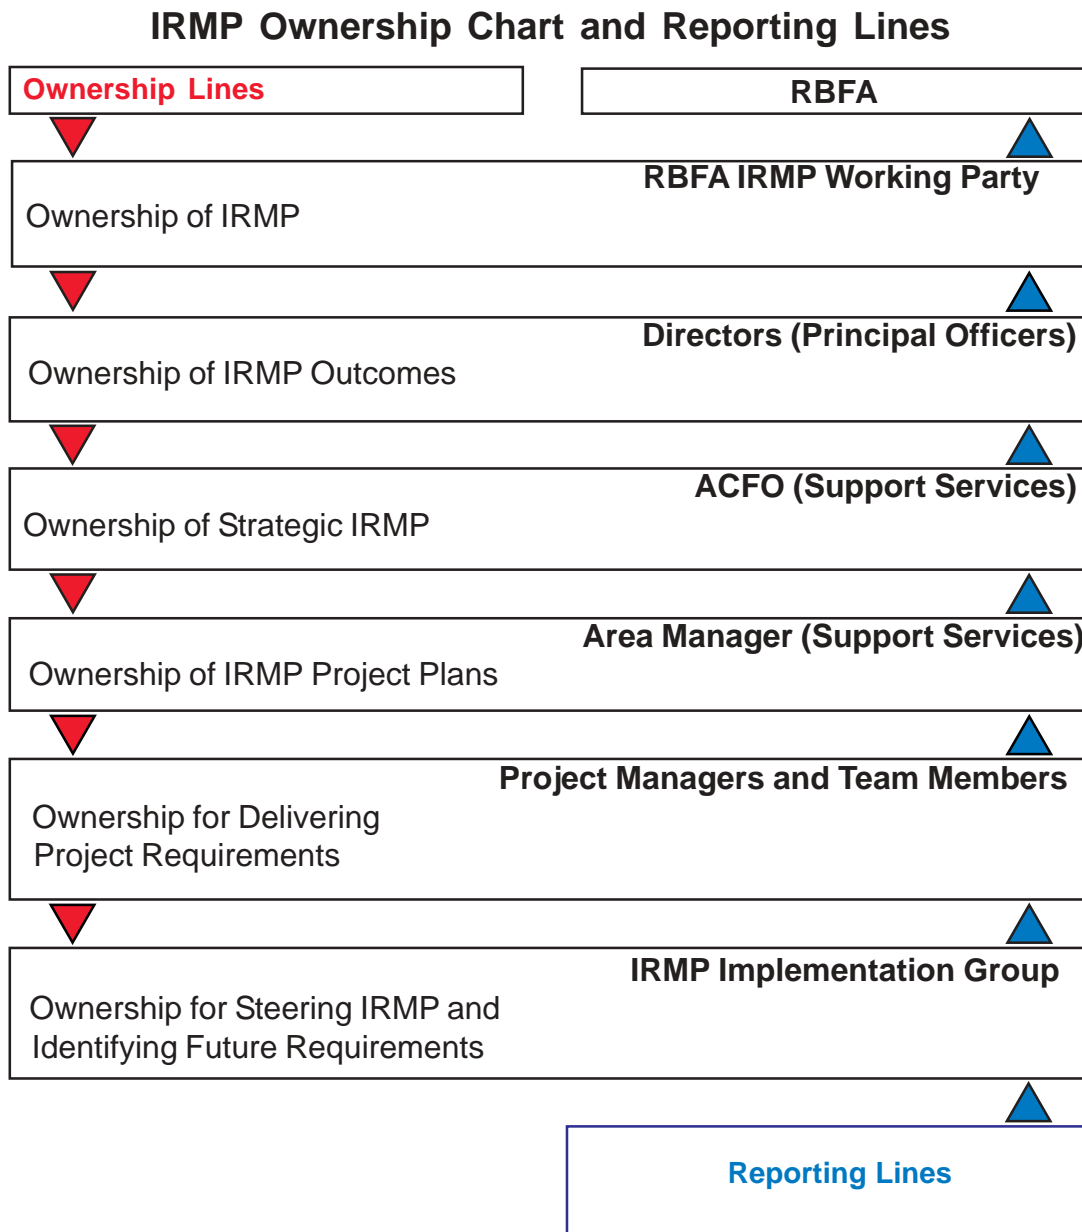 IRMP Ownership Chart and Reporting Lines
Ownership Lines
RBFA
RBFA IRMP Working Party
Ownership of IRMP
Directors (Principal Officers)
Ownership of IRMP Outcomes
ACFO (Support Services)
Ownership of Strategic IRMP
Area Manager (Support Services)
Ownership of IRMP Project Plans
Project Managers and Team Members
Ownership for Delivering
Project Requirements
IRMP Implementation Group
Ownership for Steering IRMP and
Identifying Future Requirements
Reporting Lines